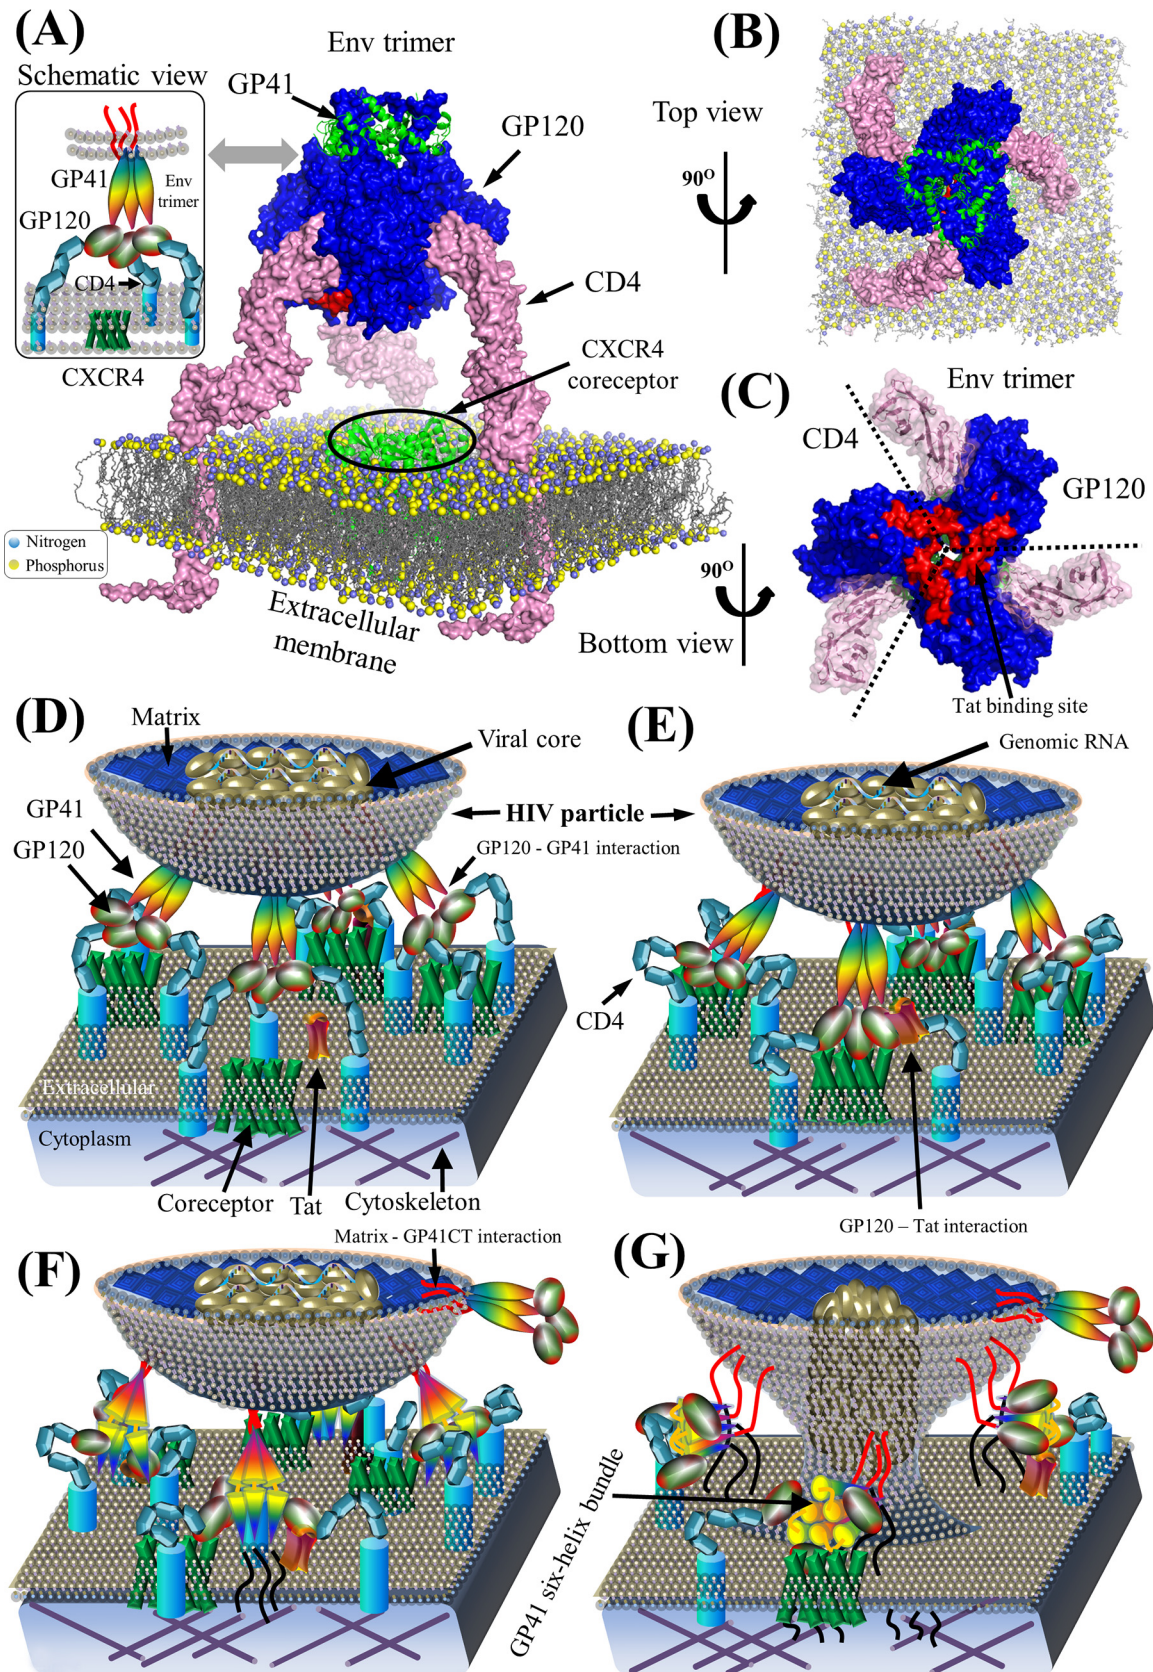 (A)
Env trimer
Schematic view
GP41
GP120
GP41
Env
trimer
GP120
CD4
CXCR4
CD4
CXCR4
coreceptor
Nitrogen
Phosphorus
Extracellular
membrane
(B)
Top view
90O
(C)
Env trimer
CD4
GP120
90O
Bottom view
Tat binding site
(D)
Matrix
Viral core
GP41
GP120
HIV particle
GP120 - GP41 interaction
Extracellular
Cytoplasm
Coreceptor
Tat
Cytoskeleton
(E)
Genomic RNA
CD4
GP120 – Tat interaction
(F)
Matrix - GP41CT interaction
(G)
GP41 six-helix bundle